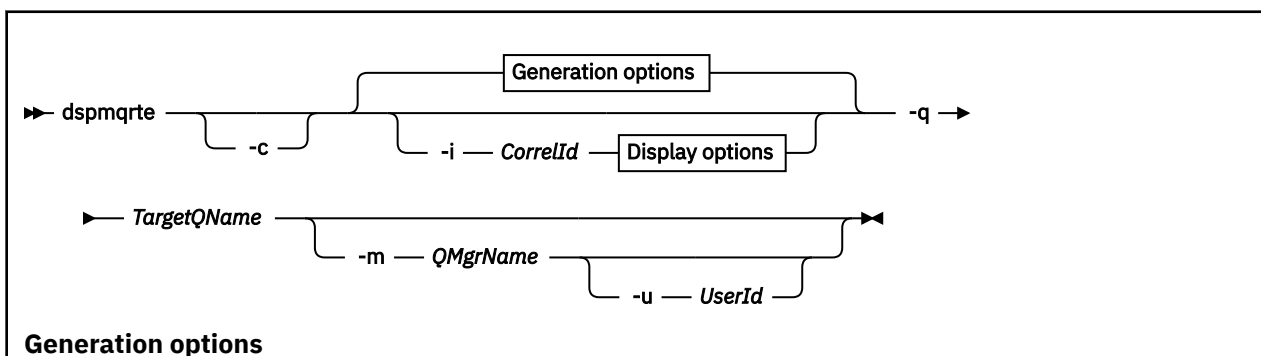 Generation options
dspmqrte -q
-c -i CorrelId Display options
TargetQName
-m QMgrName
-u UserId
Generation options